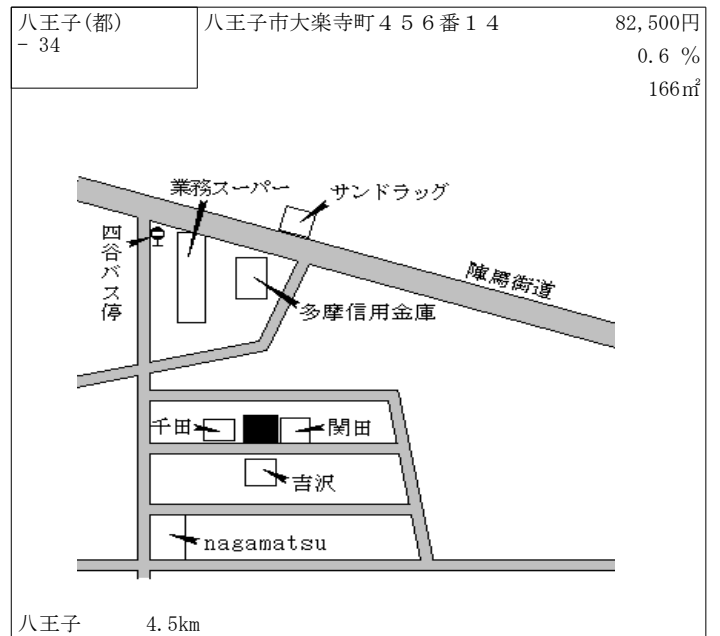 八王子(都)
- 34
八王子市大楽寺町４５６番１４
82,500円
0.6 %
166㎡
業務スーパー
サンドラッグ
四谷バス停
陣馬街道
多摩信用金庫
千田
関田
吉沢
nagamatsu
八王子 4.5km